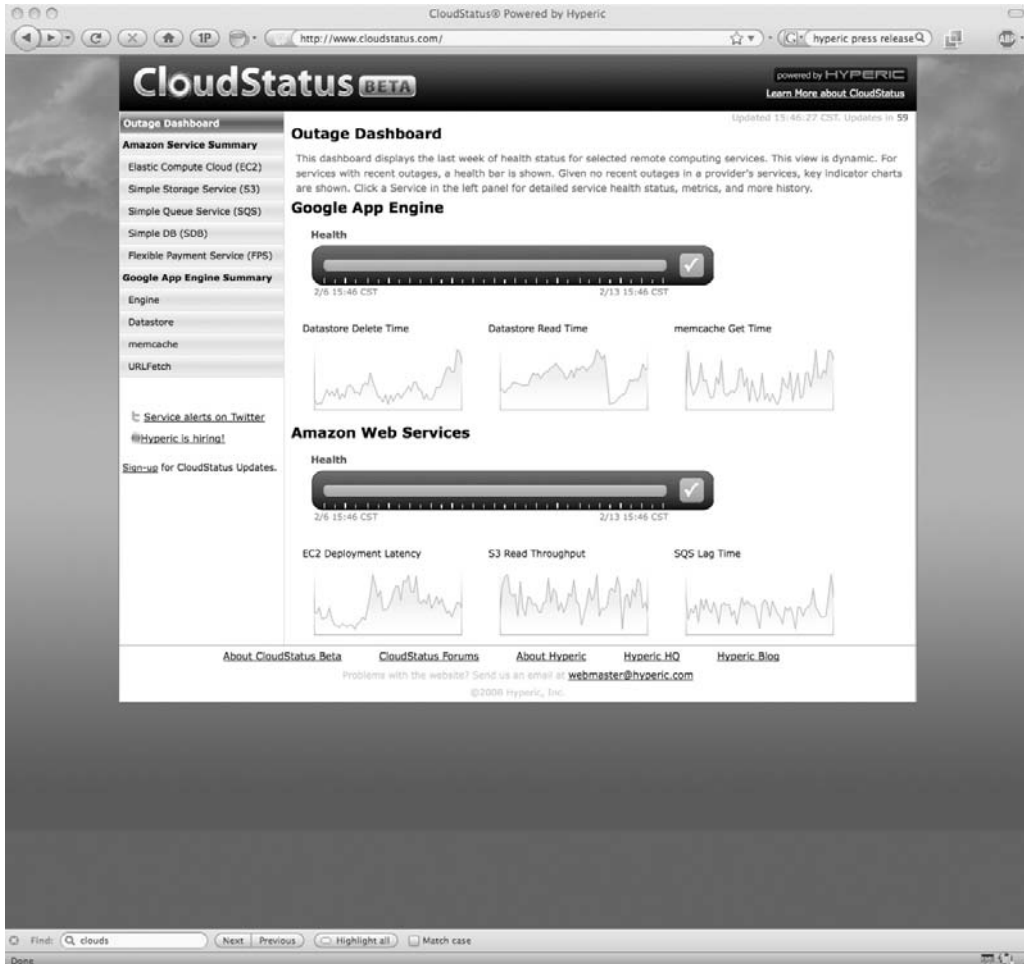 CloudStatus® Powered by Hyperic
1P
http://www.cloudstatus.com/
G
hyperic press release
ABP
CloudStatus BETA
powered by HYPERIC
Learn More about CloudStatus
Updated 15:46:27 CST. Updates in 59
Outage Dashboard
Amazon Service Summary
Elastic Compute Cloud (EC2)
Simple Storage Service (S3)
Simple Queue Service (SQS)
Simple DB (SDB)
Flexible Payment Service (FPS)
Google App Engine Summary
Engine
Datastore
memcache
URLFetch
Service alerts on Twitter
Hyperic is hiring!
Sign-up for CloudStatus Updates.
Outage Dashboard
This dashboard displays the last week of health status for selected remote computing services. This view is dynamic. For
services with recent outages, a health bar is shown. Given no recent outages in a provider's services, key indicator charts
are shown. Click a Service in the left panel for detailed service health status, metrics, and more history.
Google App Engine
Health
2/6 15:46 CST
2/13 15:46 CST
Datastore Delete Time
Datastore Read Time
memcache Get Time
Amazon Web Services
Health
2/6 15:46 CST
2/13 15:46 CST
EC2 Deployment Latency
S3 Read Throughput
SQS Lag Time
About CloudStatus Beta
CloudStatus Forums
About Hyperic
Hyperic HQ
Hyperic Blog
Problems with the website? Send us an email at webmaster@hyperic.com
©2008 Hyperic, Inc.
Find: clouds
Next
Previous
Highlight all
Match case
Done